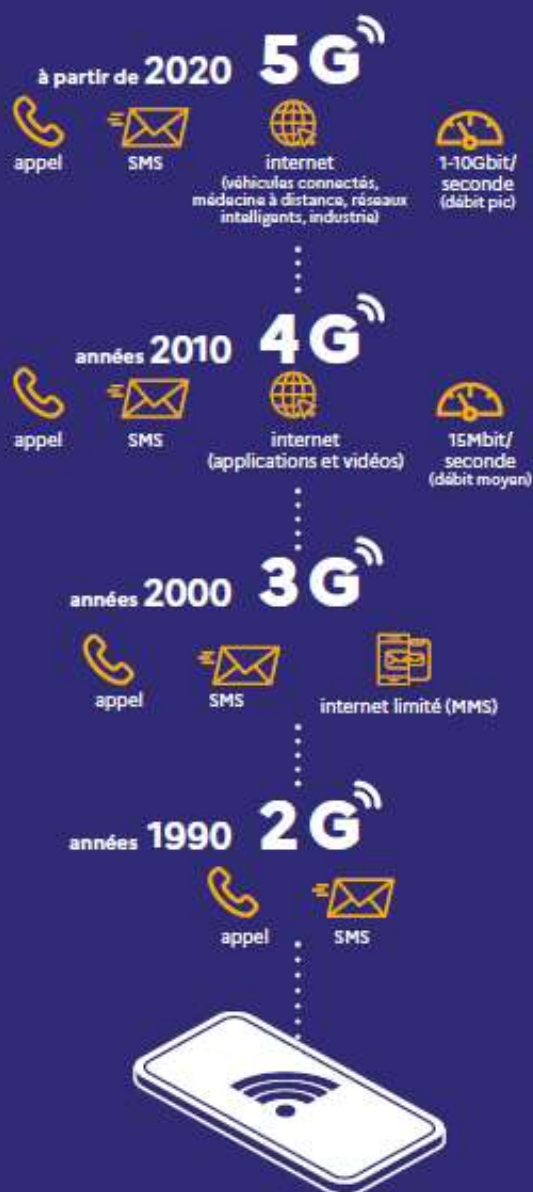 à partir de 2020 5G
appel
SMS
internet
(véhicules connectés,
médecine à distance, réseaux
intelligents, industrie)
1-10Gbit/
seconde
(débit pic)
années 2010 4G
appel
SMS
internet
(applications et vidéos)
15Mbit/
seconde
(débit moyen)
années 2000 3G
appel
SMS
internet limité (MMS)
années 1990 2G
appel
SMS